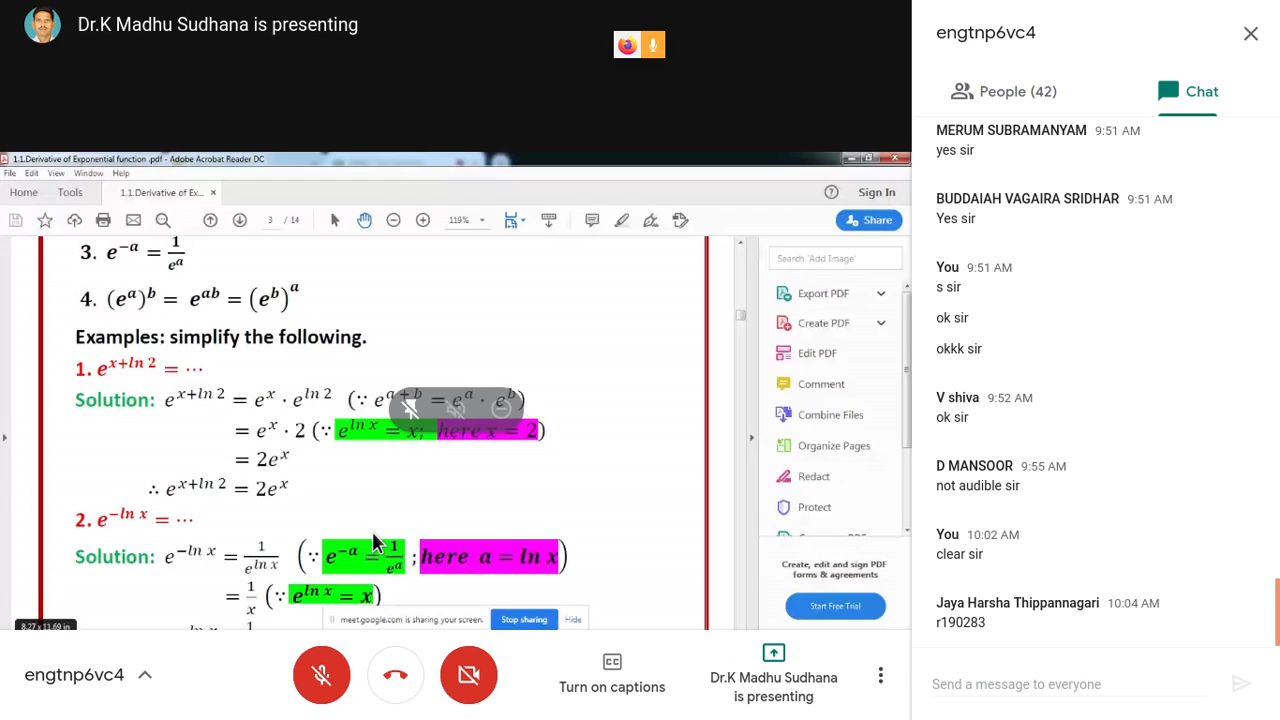 Dr.K Madhu Sudhana is presenting
1.1.Derivative of Exponential function .pdf - Adobe Acrobat Reader DC
File Edit View Window Help
Home Tools 1.1.Derivative of Ex... × Sign In
3 / 14 119% Share
3. e^{-a} = 1/e^a
4. (e^a)^b = e^{ab} = (e^b)^a
Examples: simplify the following.
1. e^{x+ln 2} = ⋯
Solution: e^{x+ln 2} = e^x · e^{ln 2} (∵ e^{a+b} = e^a · e^b)
= e^x · 2 (∵ e^{ln x} = x; here x = 2)
= 2e^x
∴ e^{x+ln 2} = 2e^x
2. e^{-ln x} = ⋯
Solution: e^{-ln x} = 1/e^{ln x} (∵ e^{-a} = 1/e^a ; here a = ln x)
= 1/x (∵ e^{ln x} = x)
8.27 x 11.69 in
meet.google.com is sharing your screen. Stop sharing Hide
Search 'Add Image'
Export PDF
Create PDF
Edit PDF
Comment
Combine Files
Organize Pages
Redact
Protect
Create, edit and sign PDF
forms & agreements
Start Free Trial
engtnp6vc4
Turn on captions
Dr.K Madhu Sudhana
is presenting
engtnp6vc4
People (42) Chat
MERUM SUBRAMANYAM 9:51 AM
yes sir
BUDDAIAH VAGAIRA SRIDHAR 9:51 AM
Yes sir
You 9:51 AM
s sir
ok sir
okkk sir
V shiva 9:52 AM
ok sir
D MANSOOR 9:55 AM
not audible sir
You 10:02 AM
clear sir
Jaya Harsha Thippannagari 10:04 AM
r190283
Send a message to everyone